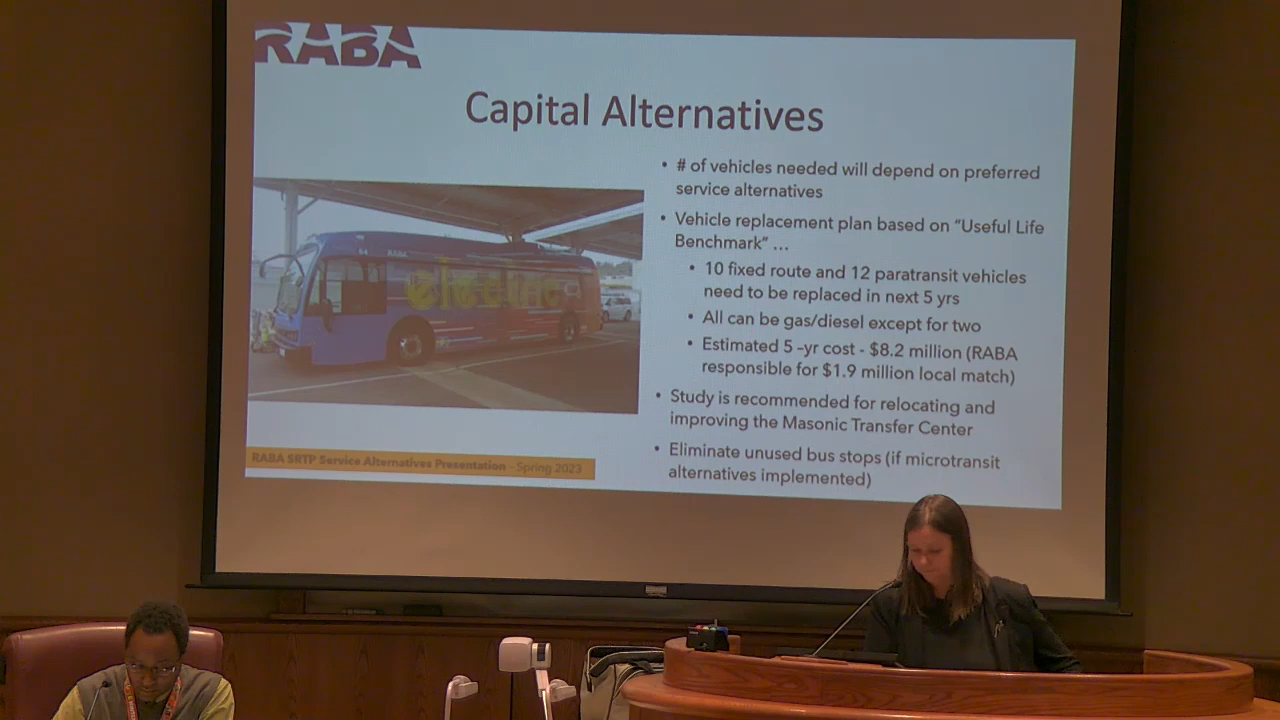 RABA
Capital Alternatives
• # of vehicles needed will depend on preferred
service alternatives
• Vehicle replacement plan based on “Useful Life
Benchmark” …
• 10 fixed route and 12 paratransit vehicles
need to be replaced in next 5 yrs
• All can be gas/diesel except for two
• Estimated 5 –yr cost - $8.2 million (RABA
responsible for $1.9 million local match)
• Study is recommended for relocating and
improving the Masonic Transfer Center
• Eliminate unused bus stops (if microtransit
alternatives implemented)
RABA
electric
RABA SRTP Service Alternatives Presentation - Spring 2023